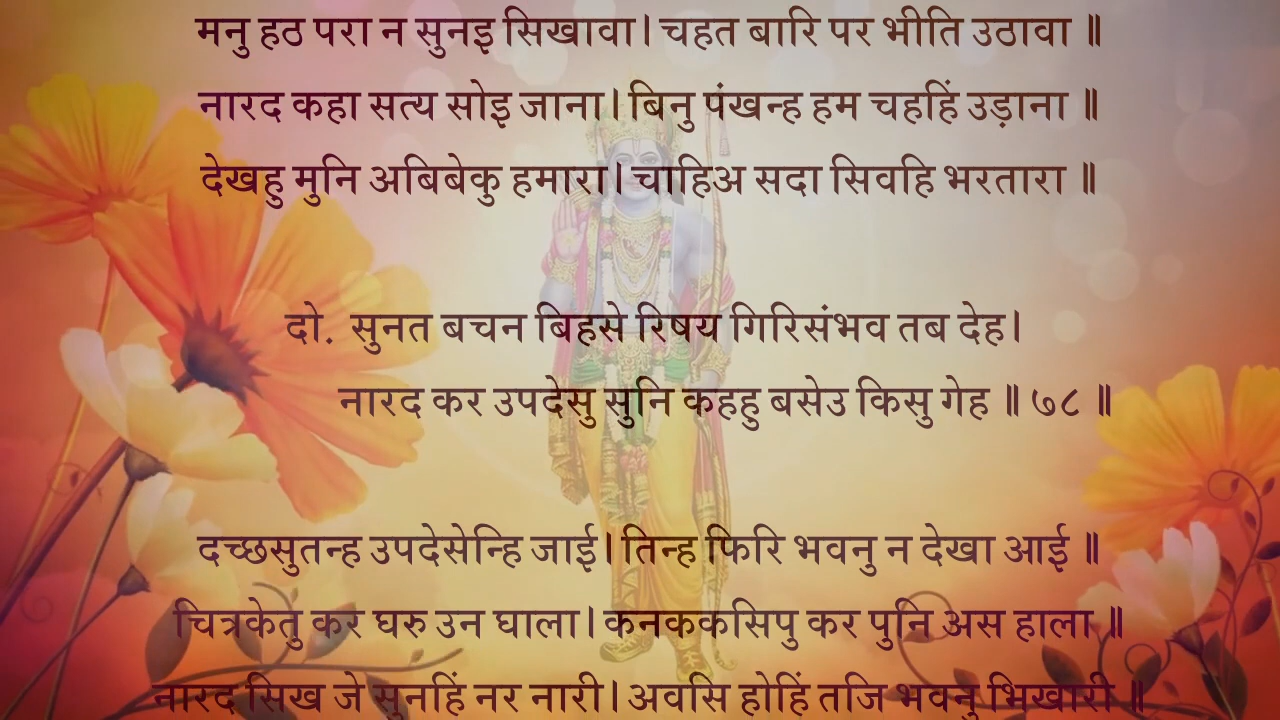 मनु हठ परा न सुनइ सिखावा। चहत बारि पर भीति उठावा ॥
नारद कहा सत्य सोइ जाना। बिनु पंखन्ह हम चहहिं उड़ाना ॥
देखहु मुनि अबिबेकु हमारा। चाहिअ सदा सिवहि भरतारा ॥
दो. सुनत बचन बिहसे रिषय गिरिसंभव तब देह।
नारद कर उपदेसु सुनि कहहु बसेउ किसु गेह ॥ ७८ ॥
दच्छसुतन्ह उपदेसेन्हि जाई। तिन्ह फिरि भवनु न देखा आई ॥
चित्रकेतु कर घरु उन घाला। कनककसिपु कर पुनि अस हाला ॥
नारद सिख जे सुनहिं नर नारी। अवसि होहिं तजि भवनु भिखारी ॥